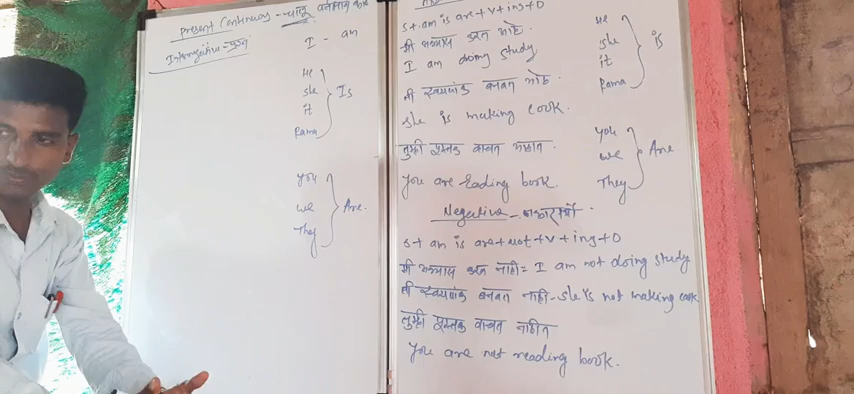 Present Continuous - चालू वर्तमान काळ
I - am
He
She
it
Rama
Is
you
we
They
Are.
S+am is are+V+ing+O
मी अभ्यास करत आहे.
I am doing study
ती स्वयंपाक बनवत आहे.
She is making cook.
तुम्ही पुस्तक वाचत आहात.
You are reading book.
He
She
it
Rama
is
you
we
They
Are
Negative - नकारार्थी
S+am is are+not+V+ing+O
मी अभ्यास करत नाही = I am not doing study
ती स्वयंपाक बनवत नाही - She is not making cook
तुम्ही पुस्तक वाचत नाहीत
You are not reading book.